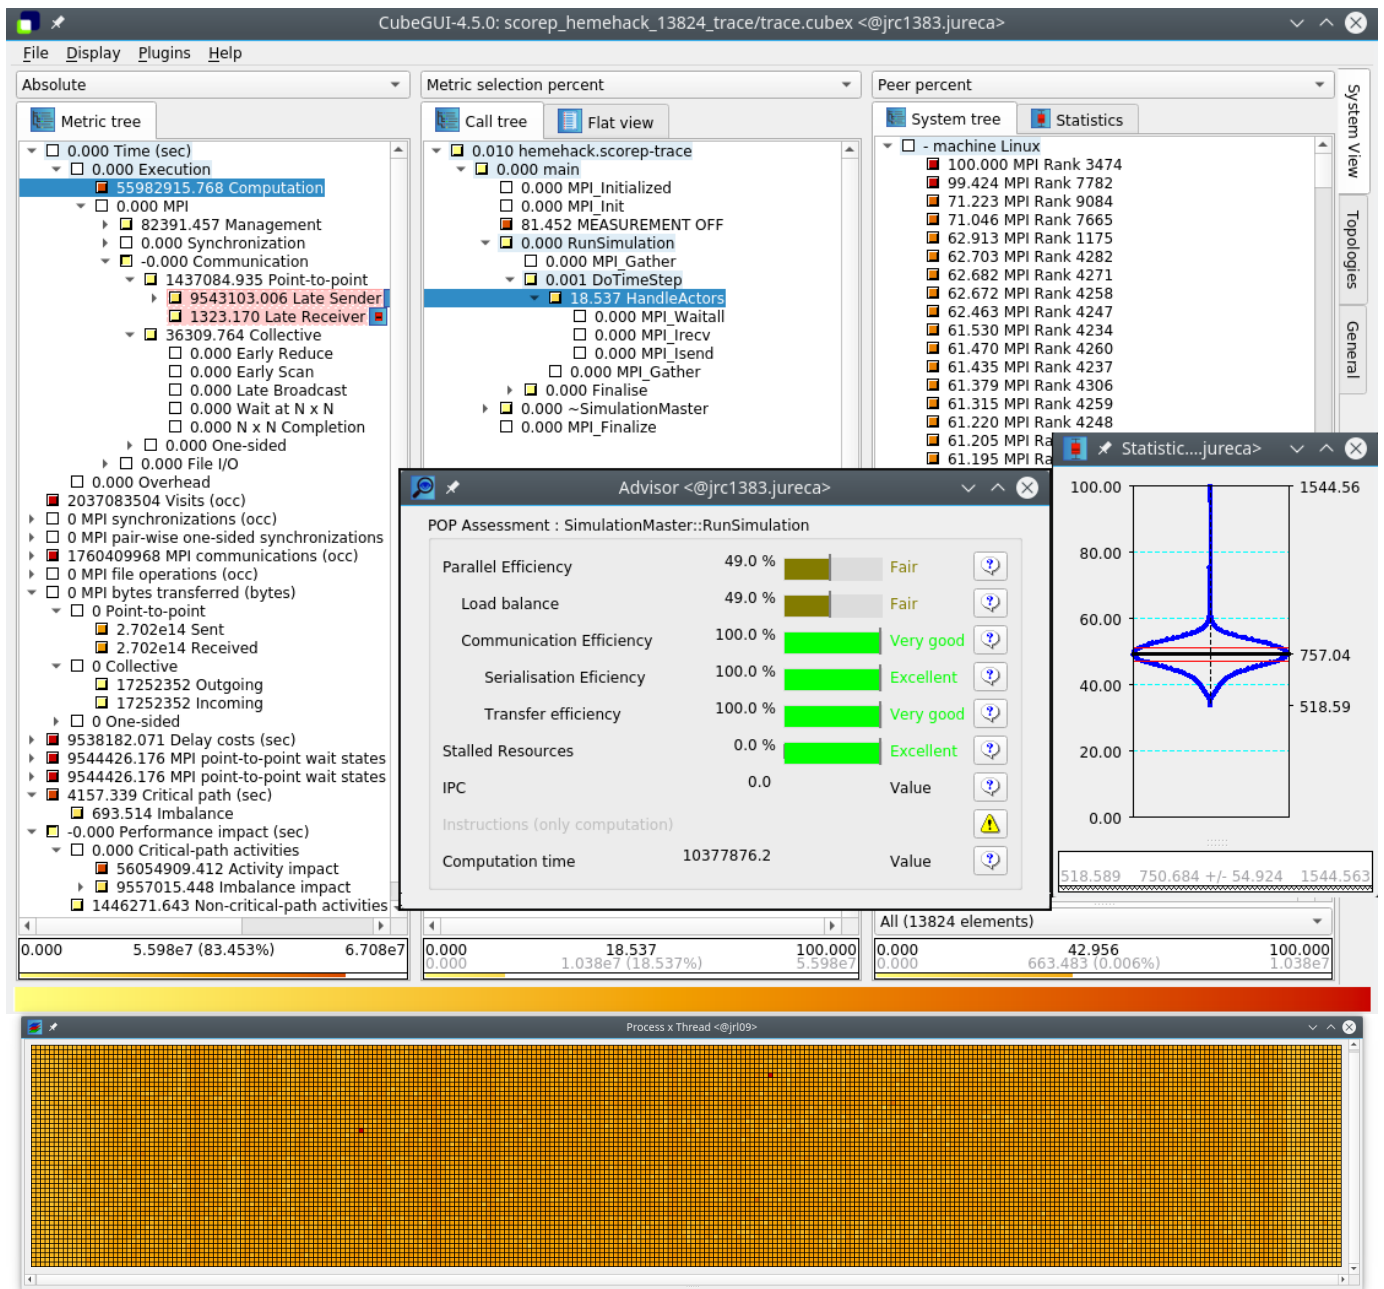 CubeGUI-4.5.0: scorep_hemehack_13824_trace/trace.cubex <@jrc1383.jureca>
File Display Plugins Help
Absolute
Metric tree
0.000 Time (sec)
0.000 Execution
55982915.768 Computation
0.000 MPI
82391.457 Management
0.000 Synchronization
-0.000 Communication
1437084.935 Point-to-point
9543103.006 Late Sender
1323.170 Late Receiver
36309.764 Collective
0.000 Early Reduce
0.000 Early Scan
0.000 Late Broadcast
0.000 Wait at N x N
0.000 N x N Completion
0.000 One-sided
0.000 File I/O
0.000 Overhead
2037083504 Visits (occ)
0 MPI synchronizations (occ)
0 MPI pair-wise one-sided synchronizations
1760409968 MPI communications (occ)
0 MPI file operations (occ)
0 MPI bytes transferred (bytes)
0 Point-to-point
2.702e14 Sent
2.702e14 Received
0 Collective
17252352 Outgoing
17252352 Incoming
0 One-sided
9538182.071 Delay costs (sec)
9544426.176 MPI point-to-point wait states
9544426.176 MPI point-to-point wait states
4157.339 Critical path (sec)
693.514 Imbalance
-0.000 Performance impact (sec)
0.000 Critical-path activities
56054909.412 Activity impact
9557015.448 Imbalance impact
1446271.643 Non-critical-path activities
0.000 5.598e7 (83.453%) 6.708e7
Metric selection percent
Call tree Flat view
0.010 hemehack.scorep-trace
0.000 main
0.000 MPI_Initialized
0.000 MPI_Init
81.452 MEASUREMENT OFF
0.000 RunSimulation
0.000 MPI_Gather
0.001 DoTimeStep
18.537 HandleActors
0.000 MPI_Waitall
0.000 MPI_Irecv
0.000 MPI_Isend
0.000 MPI_Gather
0.000 Finalise
0.000 ~SimulationMaster
0.000 MPI_Finalize
0.000 18.537 100.000
0.000 1.038e7 (18.537%) 5.598e7
Peer percent
System tree Statistics
- machine Linux
100.000 MPI Rank 3474
99.424 MPI Rank 7782
71.223 MPI Rank 9084
71.046 MPI Rank 7665
62.913 MPI Rank 1175
62.703 MPI Rank 4282
62.682 MPI Rank 4271
62.672 MPI Rank 4258
62.463 MPI Rank 4247
61.530 MPI Rank 4234
61.470 MPI Rank 4260
61.435 MPI Rank 4237
61.379 MPI Rank 4306
61.315 MPI Rank 4259
61.220 MPI Rank 4248
61.205 MPI Ra
61.195 MPI Ra
All (13824 elements)
0.000 42.956 100.000
0.000 663.483 (0.006%) 1.038e7
System View
Topologies
General
Advisor <@jrc1383.jureca>
POP Assessment : SimulationMaster::RunSimulation
Parallel Efficiency 49.0 % Fair
Load balance 49.0 % Fair
Communication Efficiency 100.0 % Very good
Serialisation Eficiency 100.0 % Excellent
Transfer efficiency 100.0 % Very good
Stalled Resources 0.0 % Excellent
IPC 0.0 Value
Instructions (only computation)
Computation time 10377876.2 Value
Statistic....jureca>
100.00 1544.56
80.00
60.00
757.04
40.00
518.59
20.00
0.00
518.589 750.684 +/- 54.924 1544.563
Process x Thread <@jrl09>